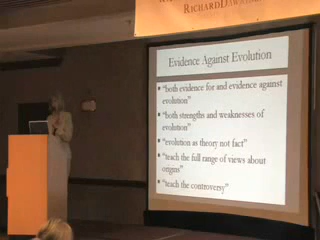 RICHARDDAW
Evidence Against Evolution
"both evidence for and evidence against
evolution"
"both strengths and weaknesses of
evolution"
"evolution as theory not fact"
"teach the full range of views about
origins"
"teach the controversy"